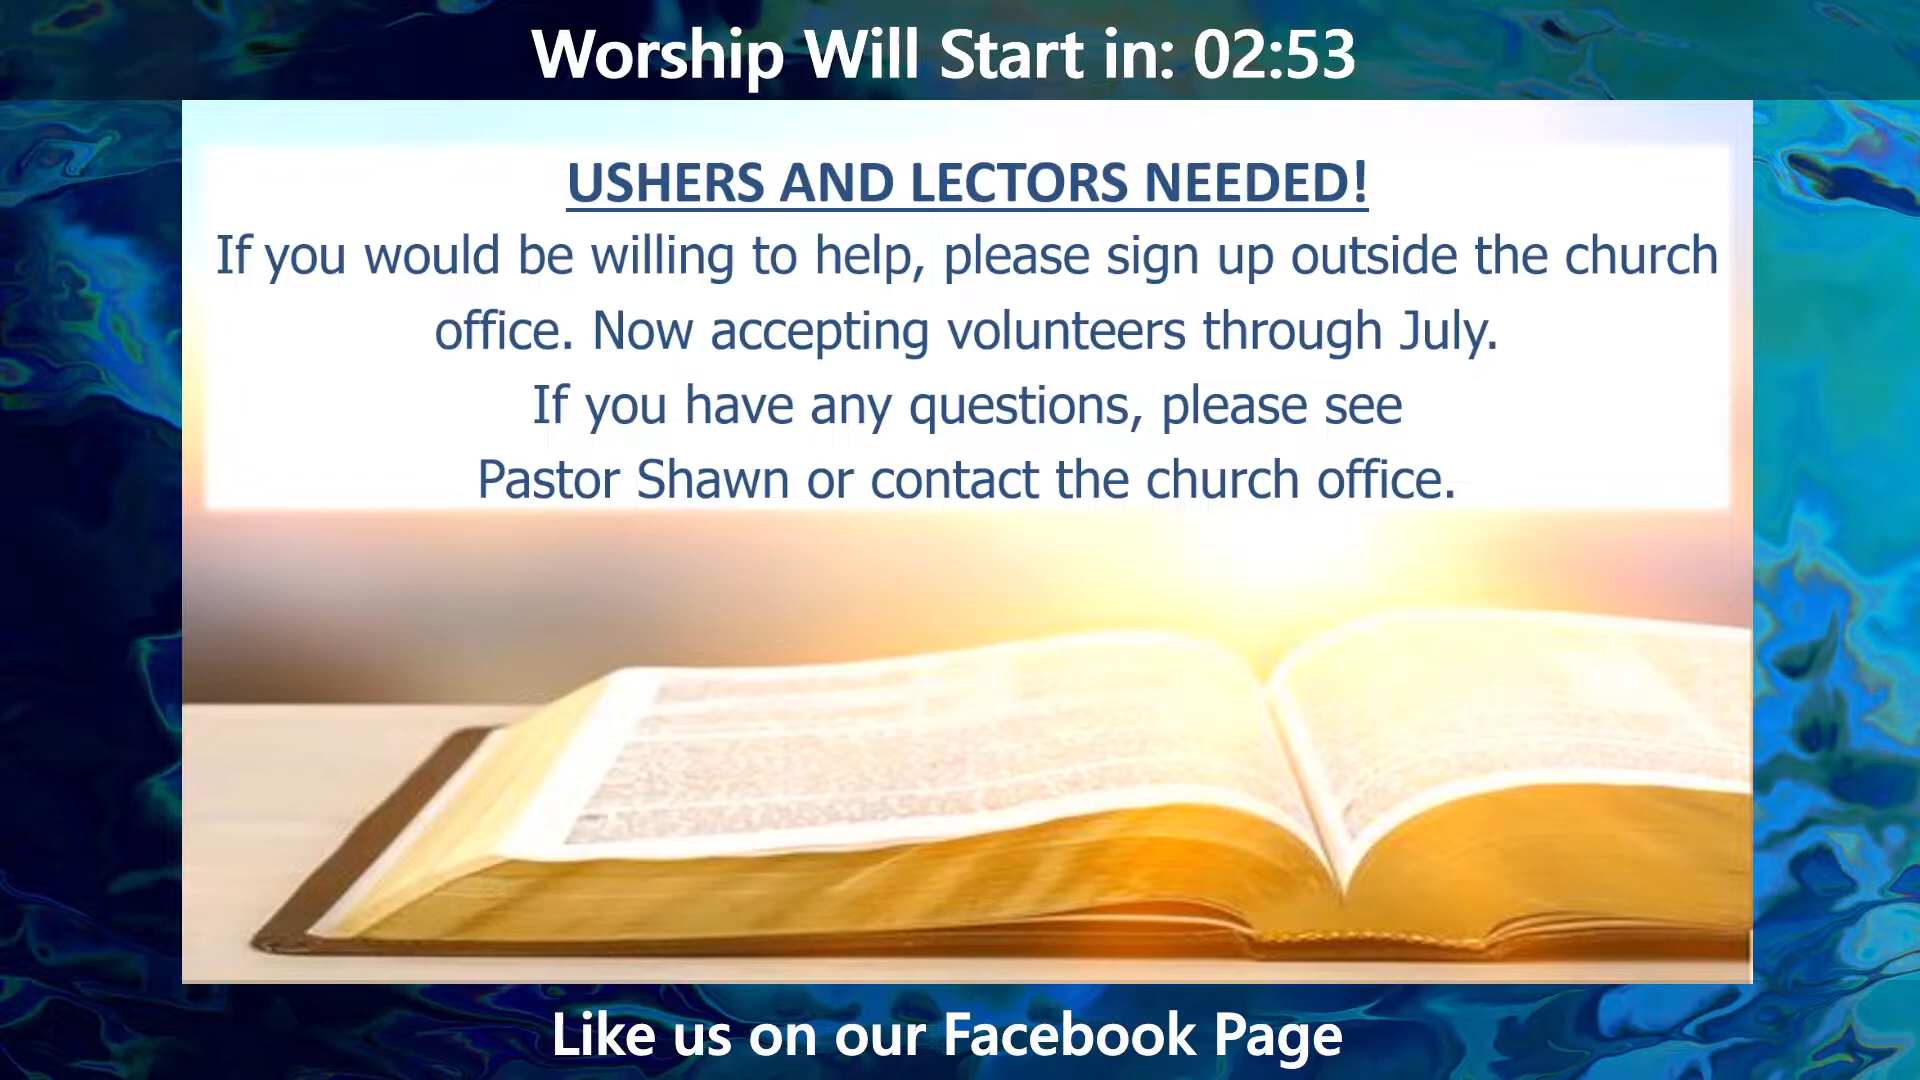 Worship Will Start in: 02:53
USHERS AND LECTORS NEEDED!
If you would be willing to help, please sign up outside the church
office. Now accepting volunteers through July.
If you have any questions, please see
Pastor Shawn or contact the church office.
Like us on our Facebook Page